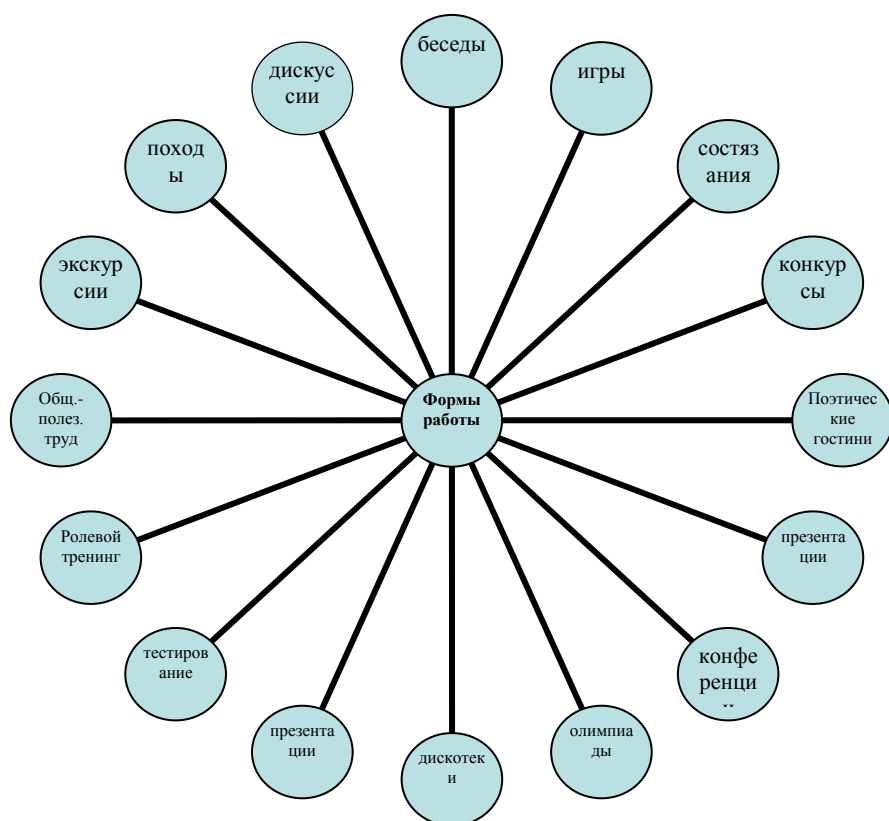 беседы
игры
состяз
ания
конкур
сы
Поэтичес
кие
гостини
презента
ции
конфе
ренци
и
олимпиа
ды
дискотек
и
презента
ции
тестиров
ание
Ролевой
тренинг
Общ.-
полез.
труд
экскур
сии
поход
ы
дискус
сии
Формы
работы